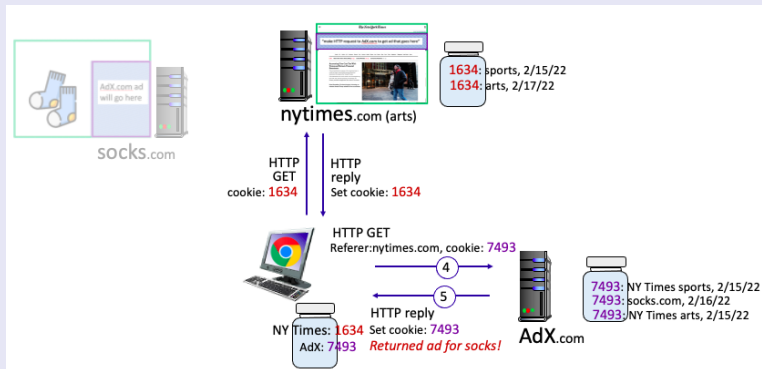 "make HTTP request to AdX.com to get ad that goes here"
1634: sports, 2/15/22
1634: arts, 2/17/22
AdX.com ad
will go here
nytimes.com (arts)
socks.com
HTTP
GET
cookie: 1634
HTTP
reply
Set cookie: 1634
HTTP GET
Referer:nytimes.com, cookie: 7493
4
5
HTTP reply
Set cookie: 7493
Returned ad for socks!
NY Times: 1634
AdX: 7493
AdX.com
7493: NY Times sports, 2/15/22
7493: socks.com, 2/16/22
7493: NY Times arts, 2/15/22